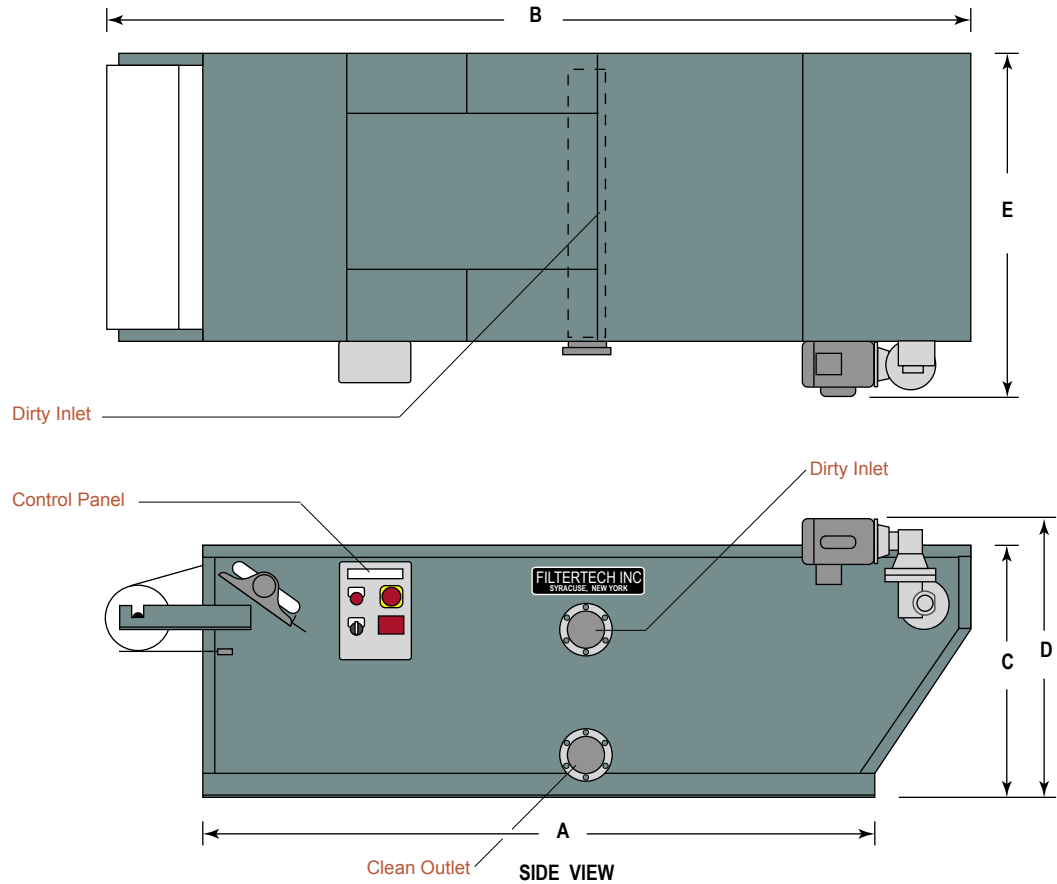 B
E
Dirty Inlet
Dirty Inlet
Control Panel
FILTERTECH INC
SYRACUSE, NEW YORK
C
D
A
Clean Outlet
SIDE VIEW